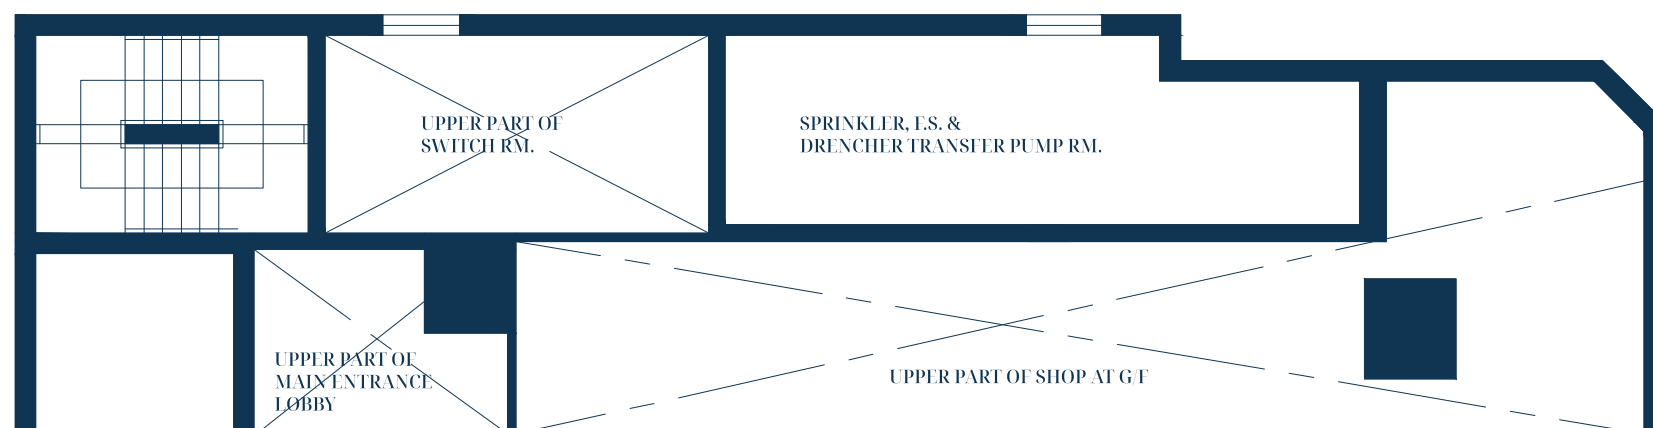 UPPER PART OF
SWITCH RM.
SPRINKLER, F.S. &
DRENCHER TRANSFER PUMP RM.
UPPER PART OF
MAIN ENTRANCE
LOBBY
UPPER PART OF SHOP AT G/F